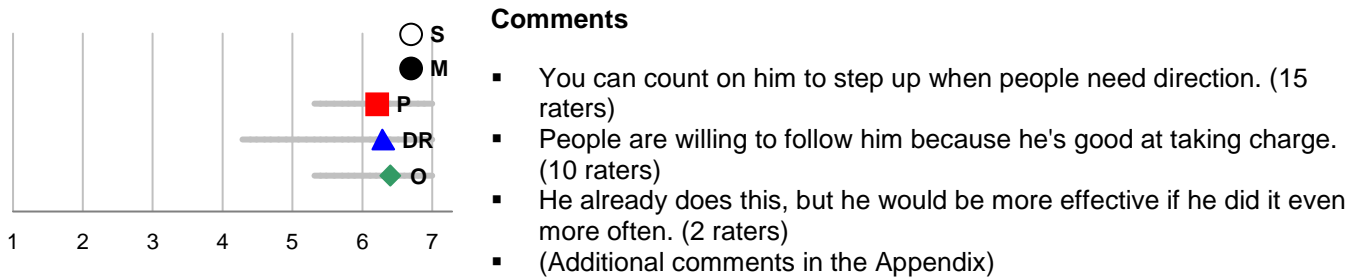 S
M
P
DR
O
1 2 3 4 5 6 7
Comments
▪ You can count on him to step up when people need direction. (15
raters)
▪ People are willing to follow him because he's good at taking charge.
(10 raters)
▪ He already does this, but he would be more effective if he did it even
more often. (2 raters)
▪ (Additional comments in the Appendix)